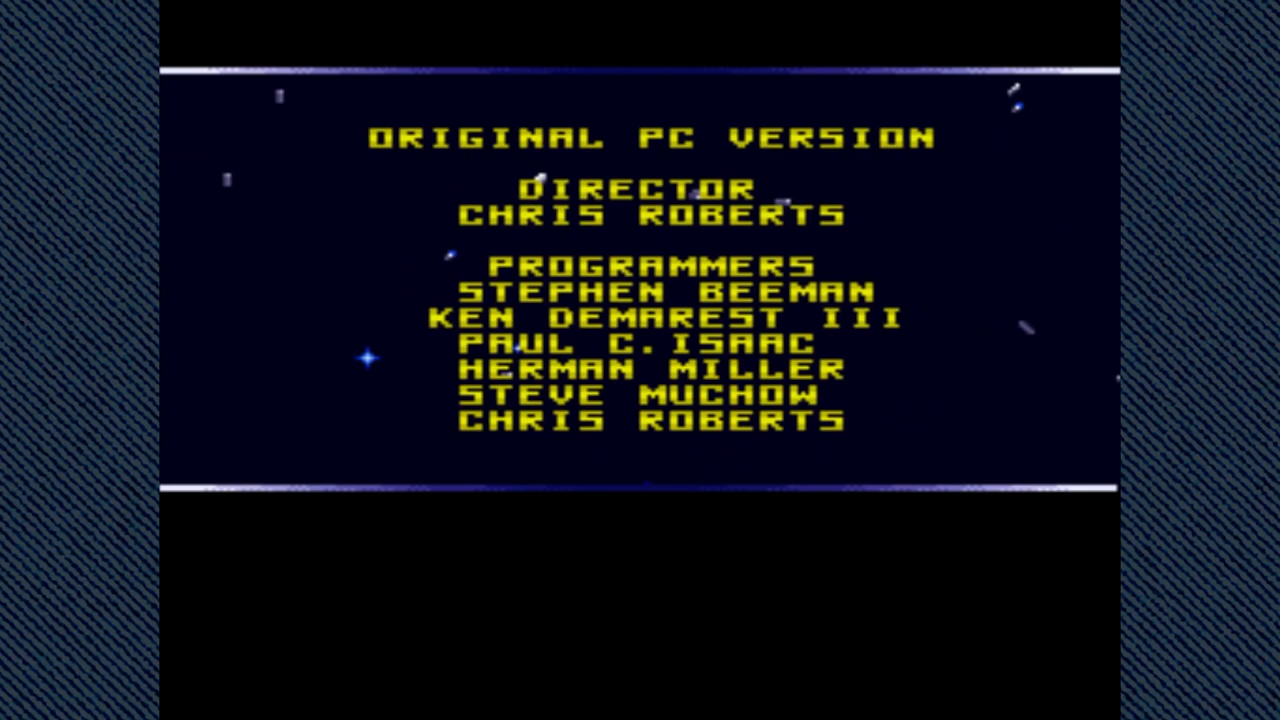 ORIGINAL PC VERSION
DIRECTOR
CHRIS ROBERTS
PROGRAMMERS
STEPHEN BEEMAN
KEN DEMAREST III
PAUL C.ISAAC
HERMAN MILLER
STEVE MUCHOW
CHRIS ROBERTS